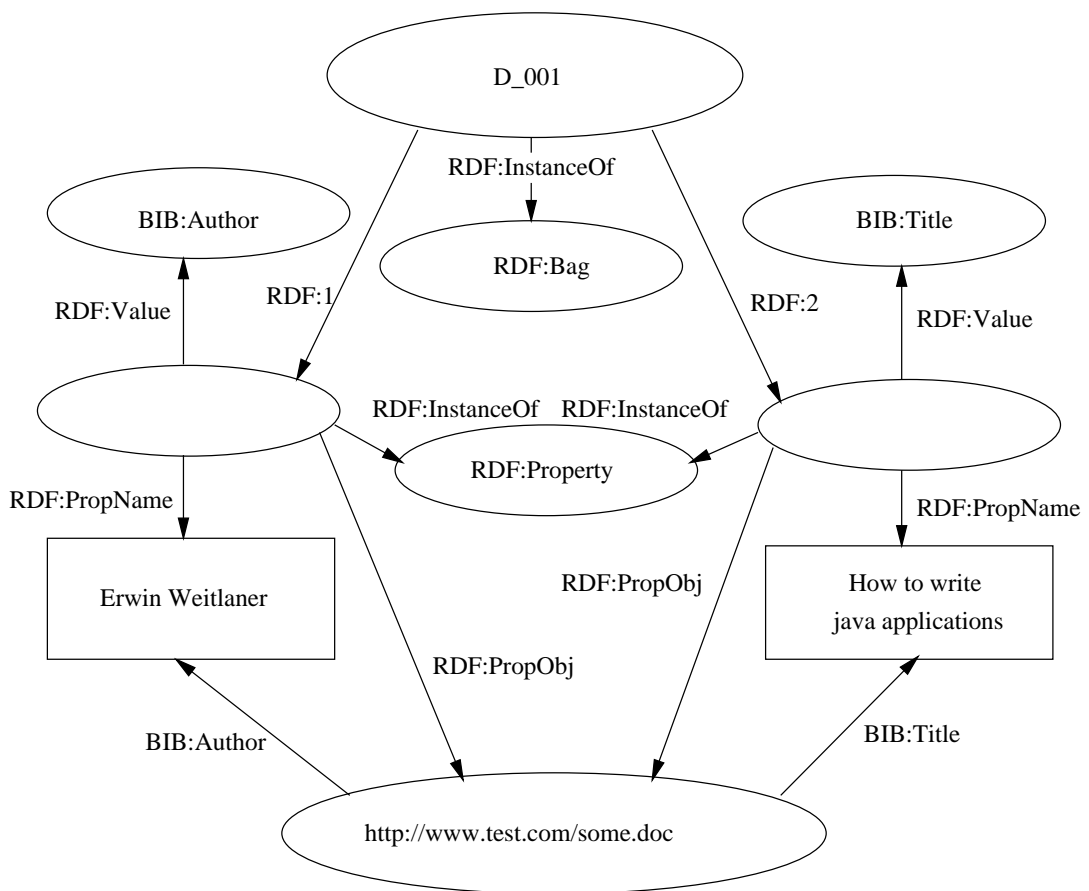 D_001
RDF:InstanceOf
BIB:Author
BIB:Title
RDF:Bag
RDF:1
RDF:2
RDF:Value
RDF:Value
RDF:InstanceOf
RDF:InstanceOf
RDF:Property
RDF:PropName
RDF:PropName
Erwin Weitlaner
How to write
java applications
RDF:PropObj
RDF:PropObj
BIB:Author
BIB:Title
http://www.test.com/some.doc